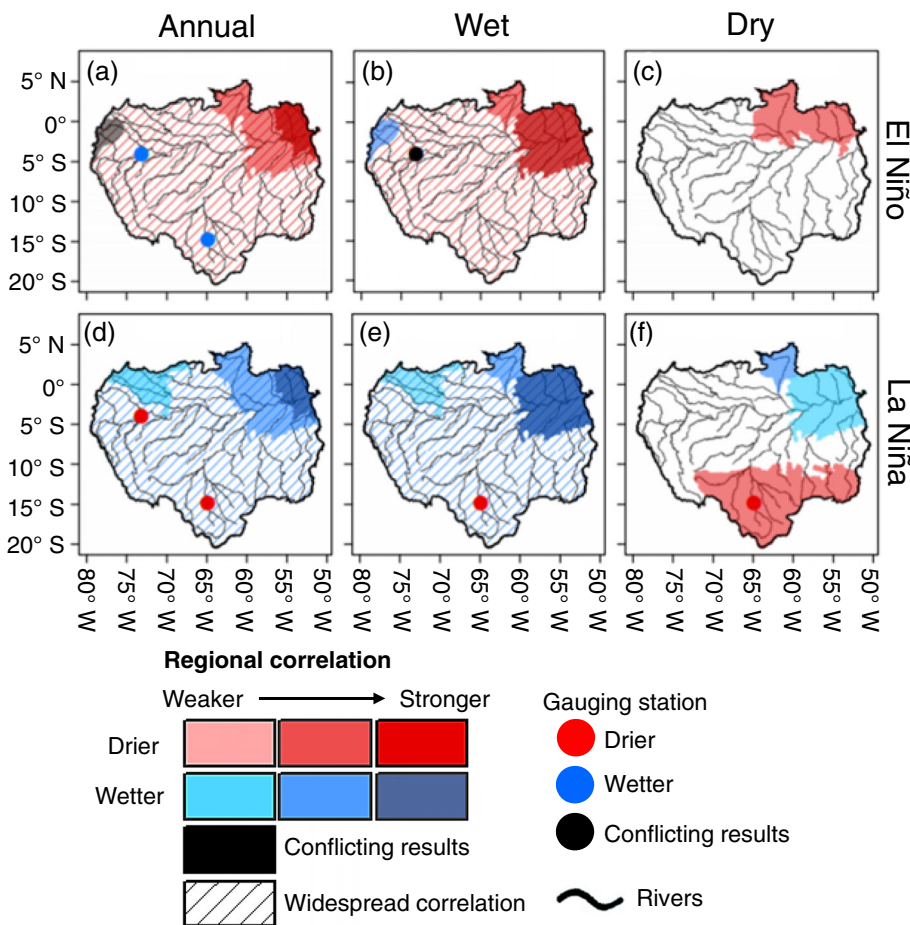 Annual Wet Dry
(a) (b) (c)
5° N
0°
5° S
10° S
15° S
20° S
El Niño
(d) (e) (f)
5° N
0°
5° S
10° S
15° S
20° S
La Niña
80° W 75° W 70° W 65° W 60° W 55° W 50° W 80° W 75° W 70° W 65° W 60° W 55° W 50° W 80° W 75° W 70° W 65° W 60° W 55° W 50° W
Regional correlation
Weaker Stronger
Drier
Wetter
Conflicting results
Widespread correlation
Gauging station
Drier
Wetter
Conflicting results
Rivers